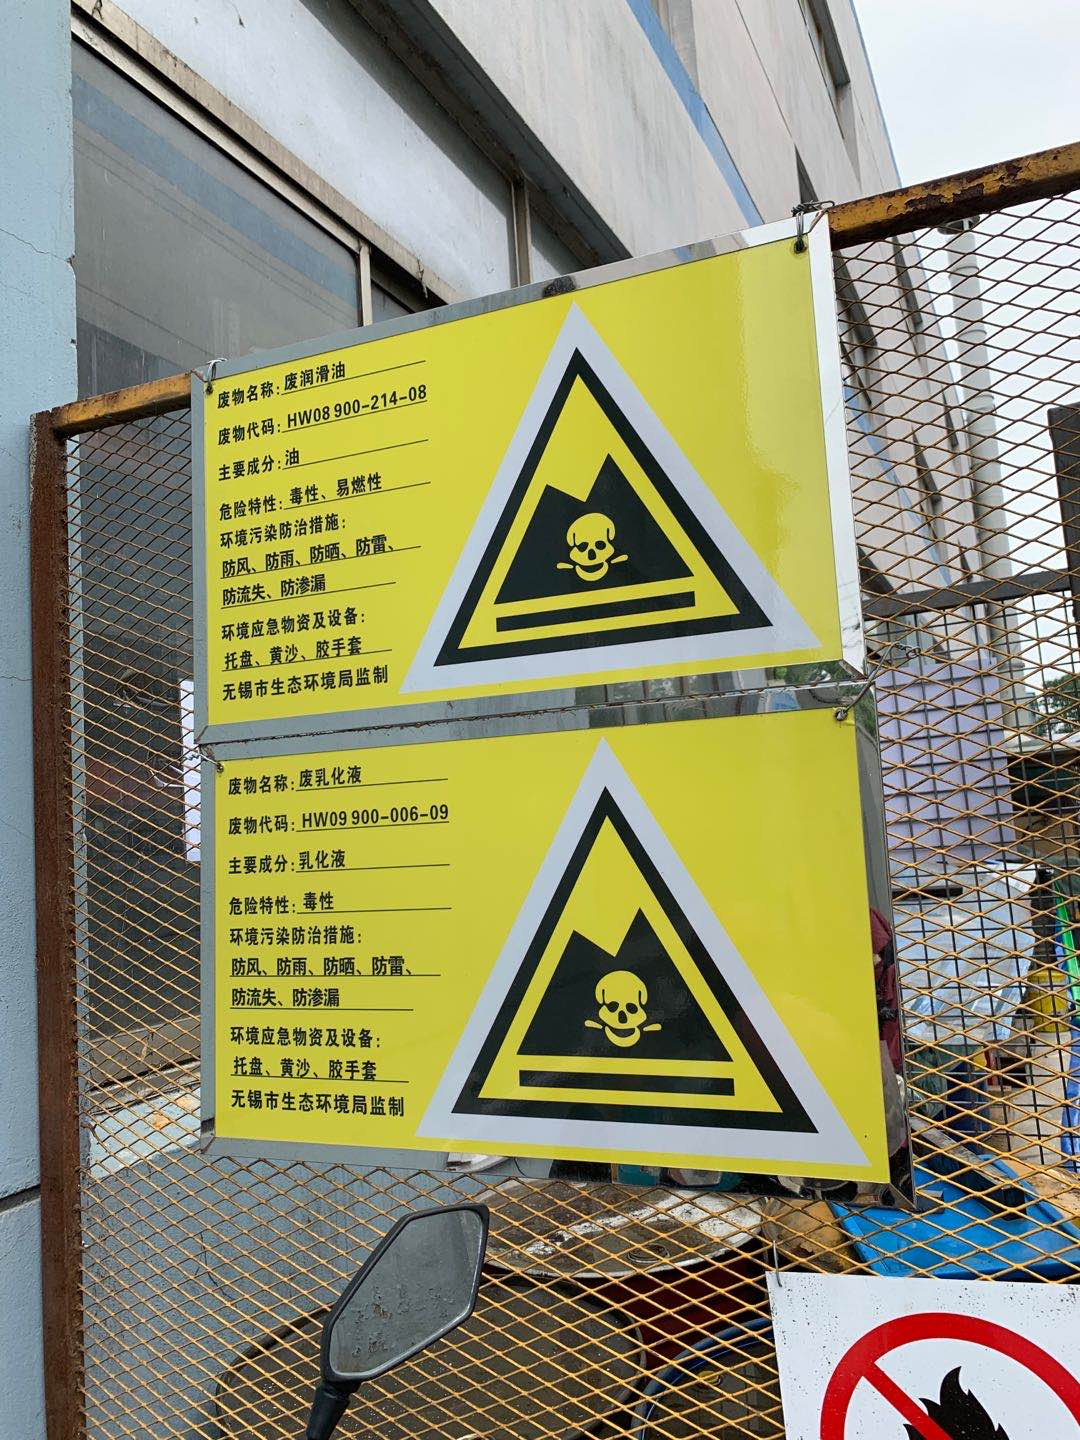 废物名称:废润滑油
废物代码:HW08 900-214-08
主要成分:油
危险特性:毒性、易燃性
环境污染防治措施:
防风、防雨、防晒、防雷、
防流失、防渗漏
环境应急物资及设备:
托盘、黄沙、胶手套
无锡市生态环境局监制
废物名称:废乳化液
废物代码:HW09 900-006-09
主要成分:乳化液
危险特性:毒性
环境污染防治措施:
防风、防雨、防晒、防雷、
防流失、防渗漏
环境应急物资及设备:
托盘、黄沙、胶手套
无锡市生态环境局监制